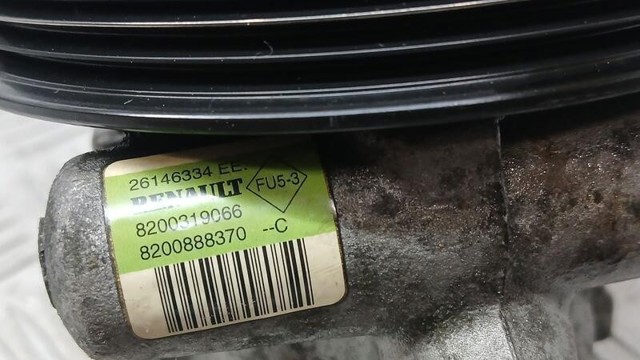 26146334 EE.
RENAULT FU5-3
8200319066
8200888370 --C